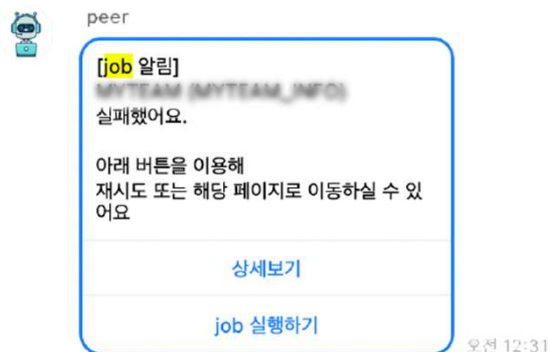 peer
[job 알림]
MYTEAM (MYTEAM_INFO)
실패했어요.
아래 버튼을 이용해
재시도 또는 해당 페이지로 이동하실 수 있
어요
상세보기
job 실행하기
오전 12:31